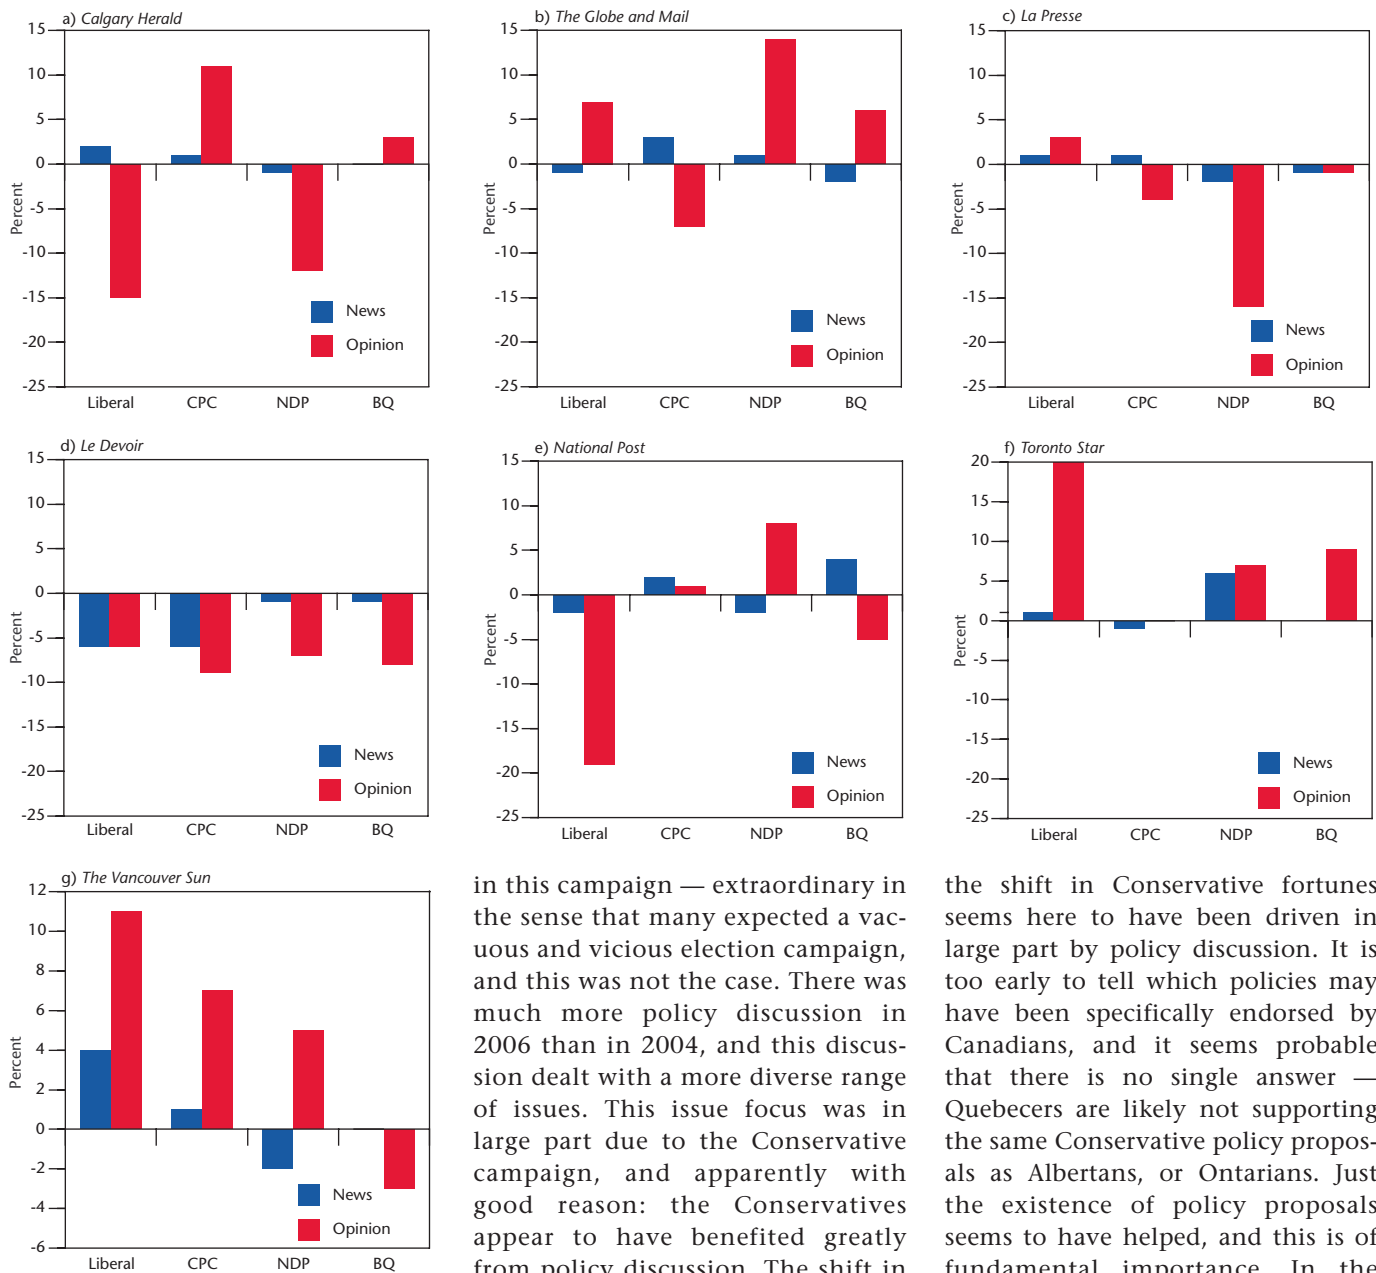 a) Calgary Herald
15
10
5
0
-5
-10
-15
-20
-25
Percent
News
Opinion
Liberal CPC NDP BQ
b) The Globe and Mail
15
10
5
0
-5
-10
-15
-20
-25
Percent
News
Opinion
Liberal CPC NDP BQ
c) La Presse
15
10
5
0
-5
-10
-15
-20
-25
Percent
News
Opinion
Liberal CPC NDP BQ
d) Le Devoir
15
10
5
0
-5
-10
-15
-20
-25
Percent
News
Opinion
Liberal CPC NDP BQ
e) National Post
15
10
5
0
-5
-10
-15
-20
-25
Percent
News
Opinion
Liberal CPC NDP BQ
f) Toronto Star
20
15
10
5
0
-5
-10
-15
-20
-25
Percent
News
Opinion
Liberal CPC NDP BQ
g) The Vancouver Sun
12
10
8
6
4
2
0
-2
-4
-6
Percent
News
Opinion
Liberal CPC NDP BQ
in this campaign — extraordinary in
the sense that many expected a vac-
uous and vicious election campaign,
and this was not the case. There was
much more policy discussion in
2006 than in 2004, and this discus-
sion dealt with a more diverse range
of issues. This issue focus was in
large part due to the Conservative
campaign, and apparently with
good reason: the Conservatives
appear to have benefited greatly
from policy discussion. The shift in
the shift in Conservative fortunes
seems here to have been driven in
large part by policy discussion. It is
too early to tell which policies may
have been specifically endorsed by
Canadians, and it seems probable
that there is no single answer —
Quebecers are likely not supporting
the same Conservative policy propos-
als as Albertans, or Ontarians. Just
the existence of policy proposals
seems to have helped, and this is of
fundamental importance. In the